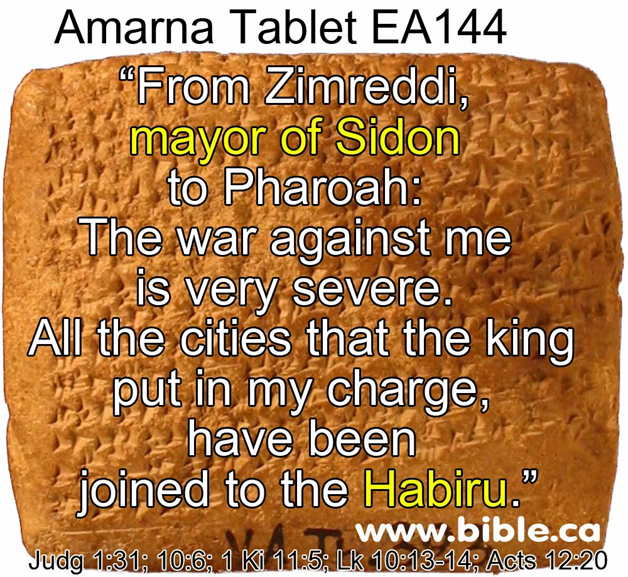 Amarna Tablet EA144
“From Zimreddi,
mayor of Sidon
to Pharoah:
The war against me
is very severe.
All the cities that the king
put in my charge,
have been
joined to the Habiru.”
www.bible.ca
Judg 1:31; 10:6; 1 Ki 11:5; Lk 10:13-14; Acts 12:20